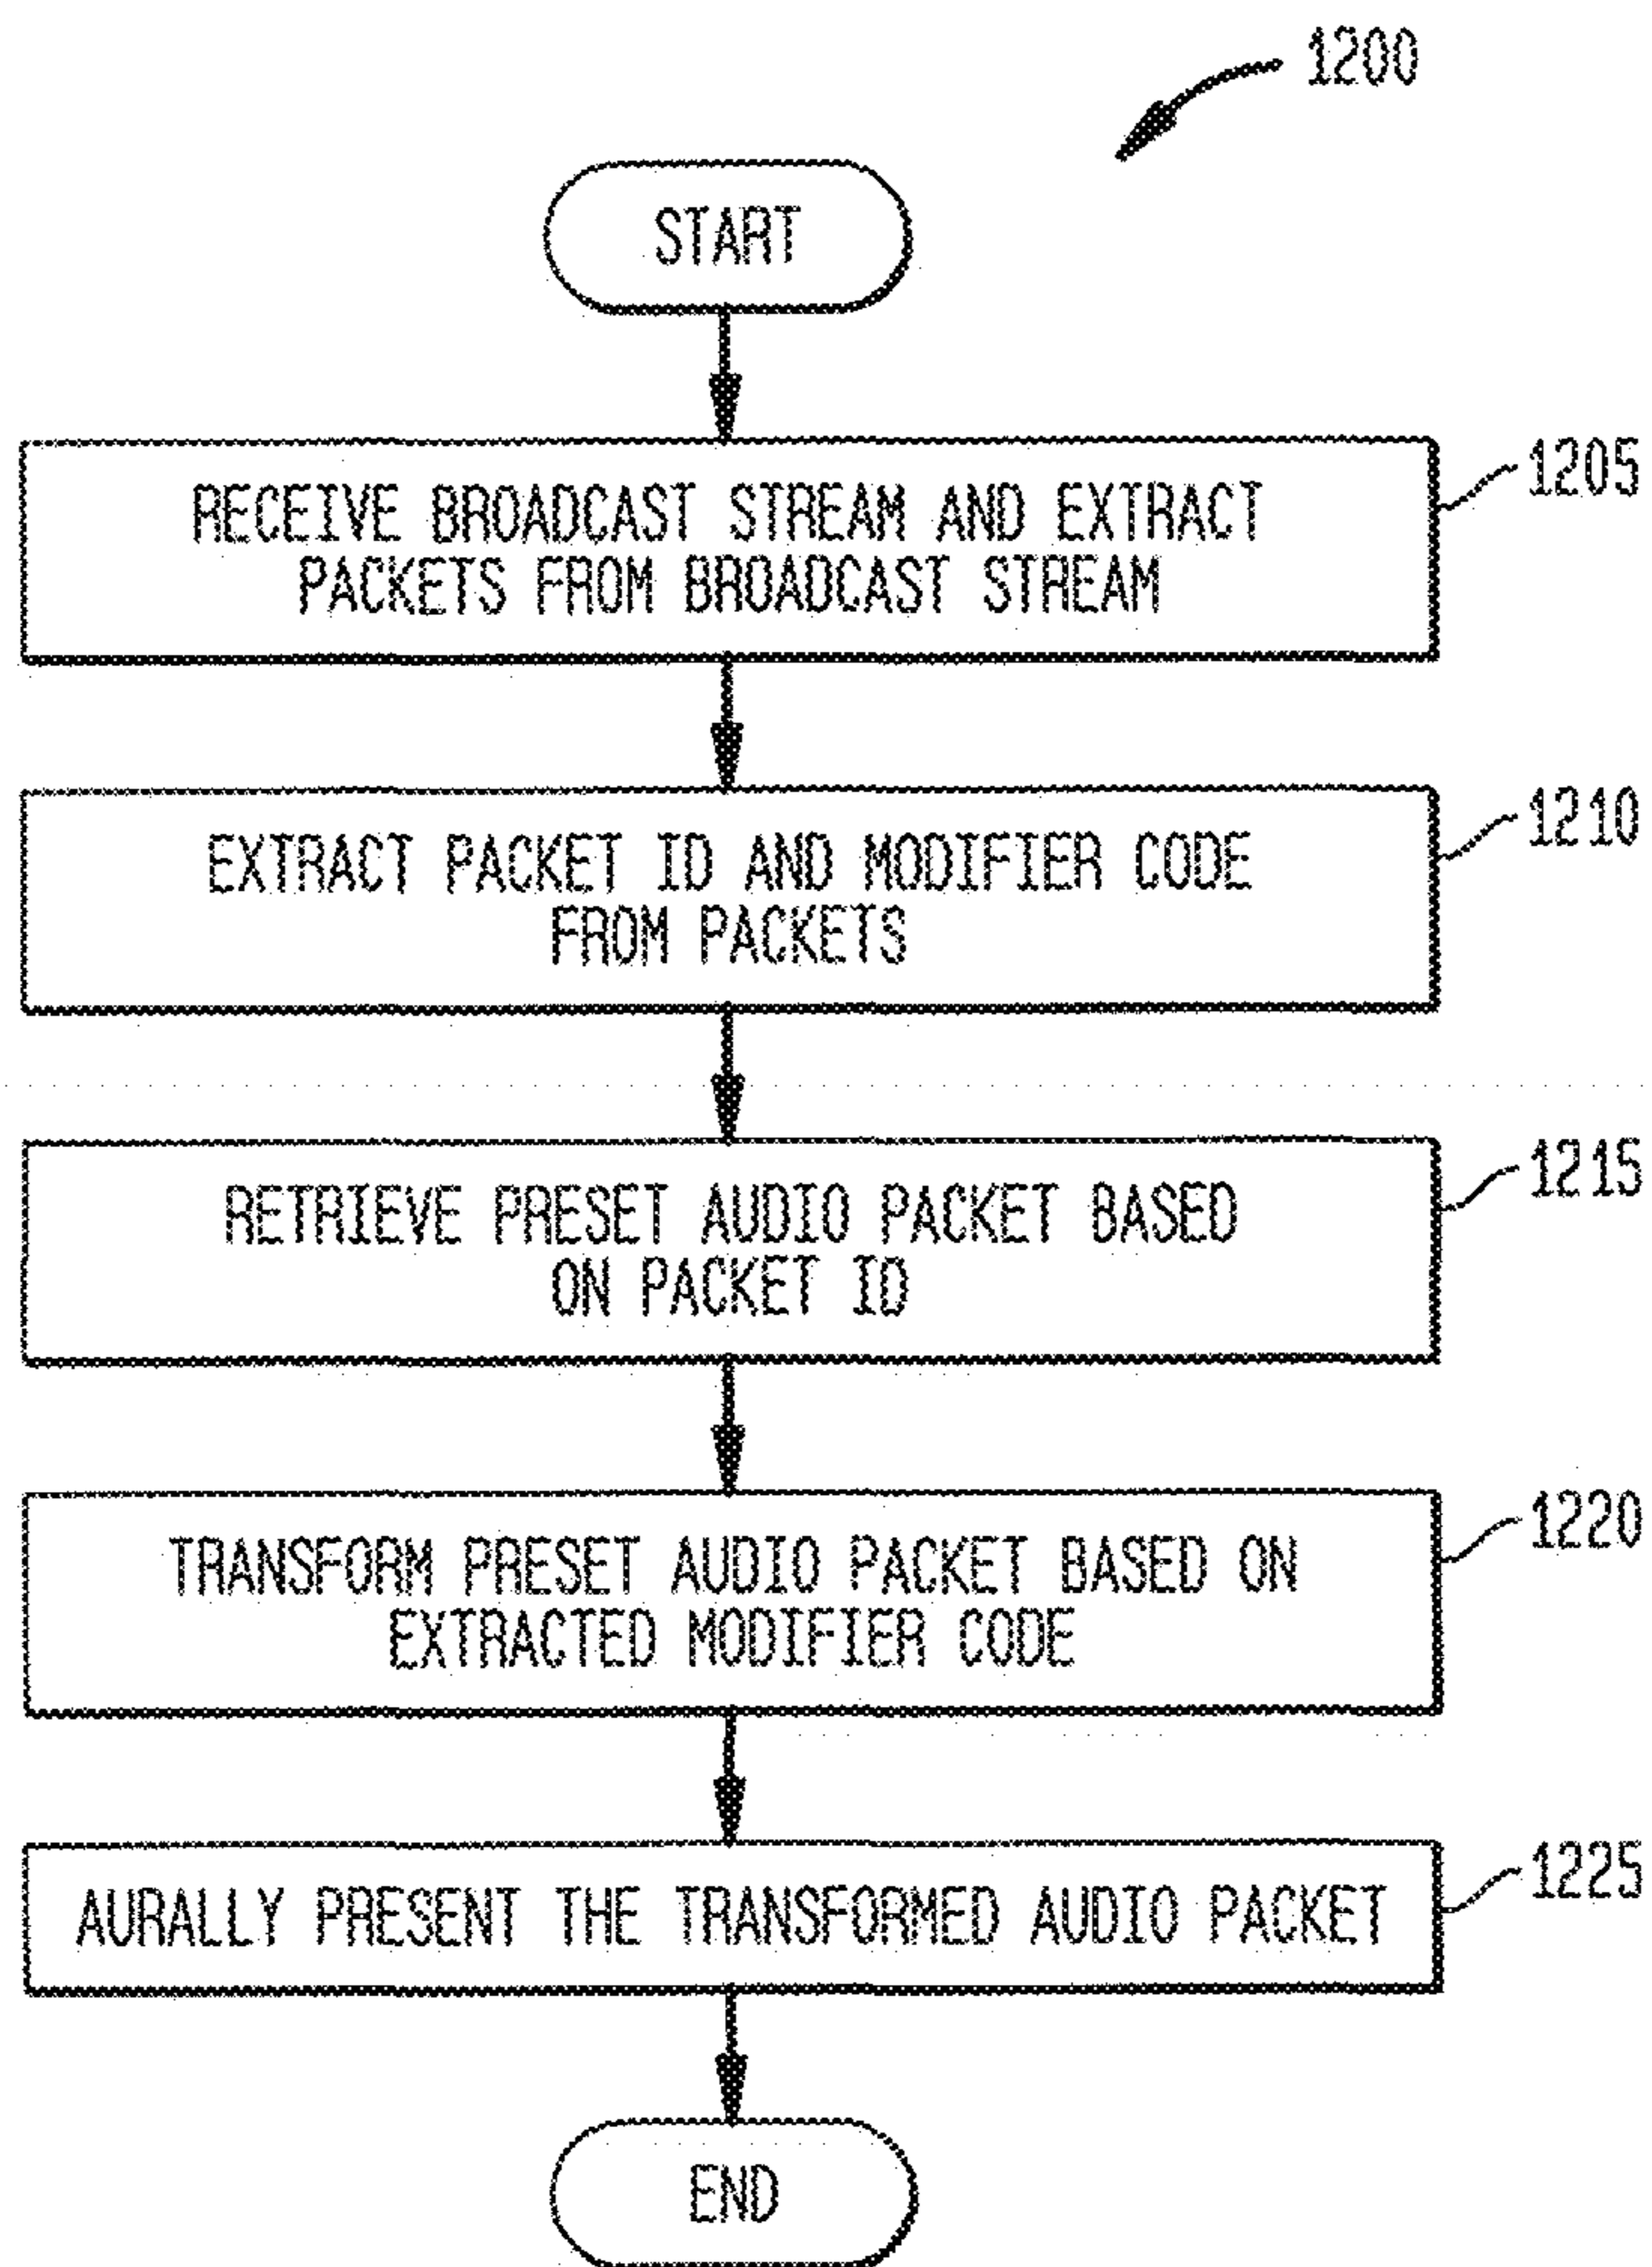 1200
START
RECEIVE BROADCAST STREAM AND EXTRACT
PACKETS FROM BROADCAST STREAM
1205
EXTRACT PACKET ID AND MODIFIER CODE
FROM PACKETS
1210
RETRIEVE PRESET AUDIO PACKET BASED
ON PACKET ID
1215
TRANSFORM PRESET AUDIO PACKET BASED ON
EXTRACTED MODIFIER CODE
1220
AURALLY PRESENT THE TRANSFORMED AUDIO PACKET
1225
END